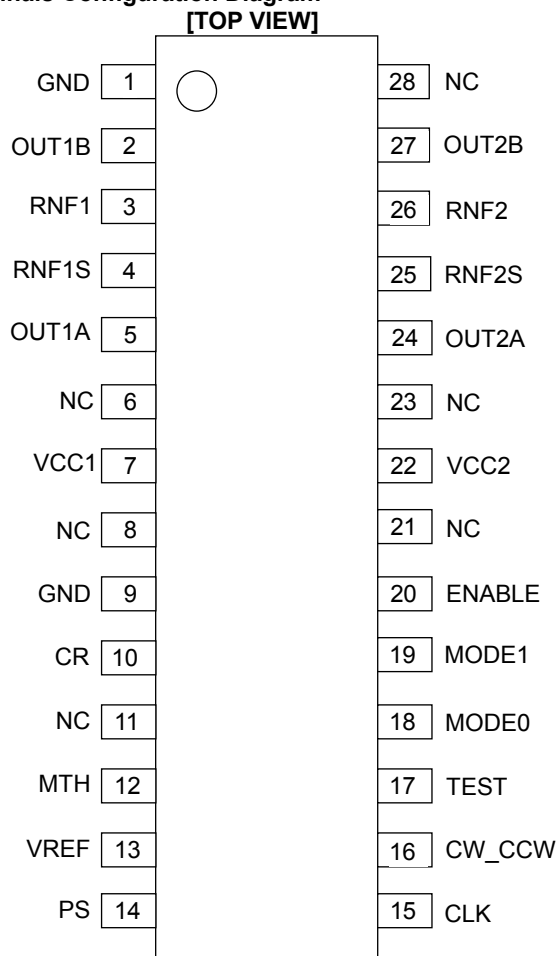 [TOP VIEW]
GND 1 28 NC
OUT1B 2 27 OUT2B
RNF1 3 26 RNF2
RNF1S 4 25 RNF2S
OUT1A 5 24 OUT2A
NC 6 23 NC
VCC1 7 22 VCC2
NC 8 21 NC
GND 9 20 ENABLE
CR 10 19 MODE1
NC 11 18 MODE0
MTH 12 17 TEST
VREF 13 16 CW_CCW
PS 14 15 CLK